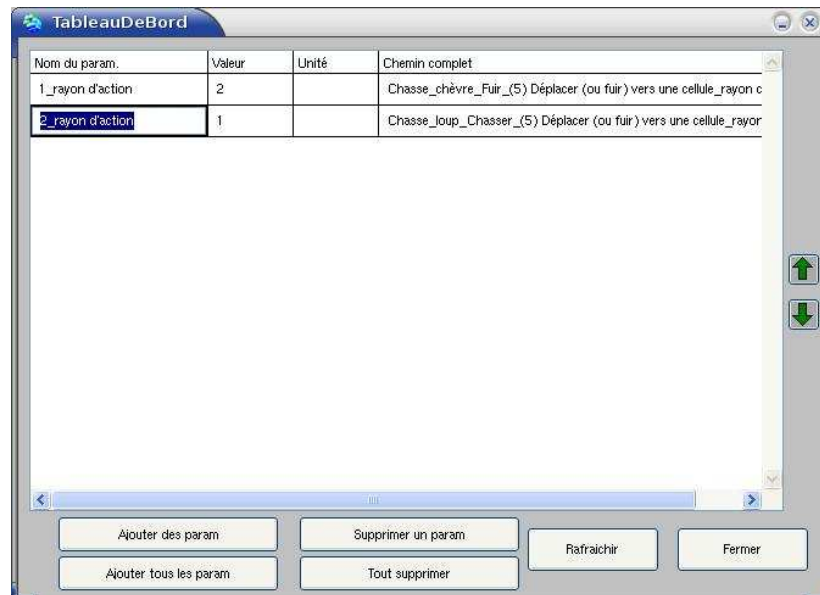 TableauDeBord
Nom du param. Valeur Unité Chemin complet
1_rayon d'action 2 Chasse_chèvre_Fuir_(5) Déplacer (ou fuir) vers une cellule_rayon c
2_rayon d'action 1 Chasse_loup_Chasser_(5) Déplacer (ou fuir) vers une cellule_rayor
Ajouter des param Supprimer un param Rafraichir Fermer
Ajouter tous les param Tout supprimer